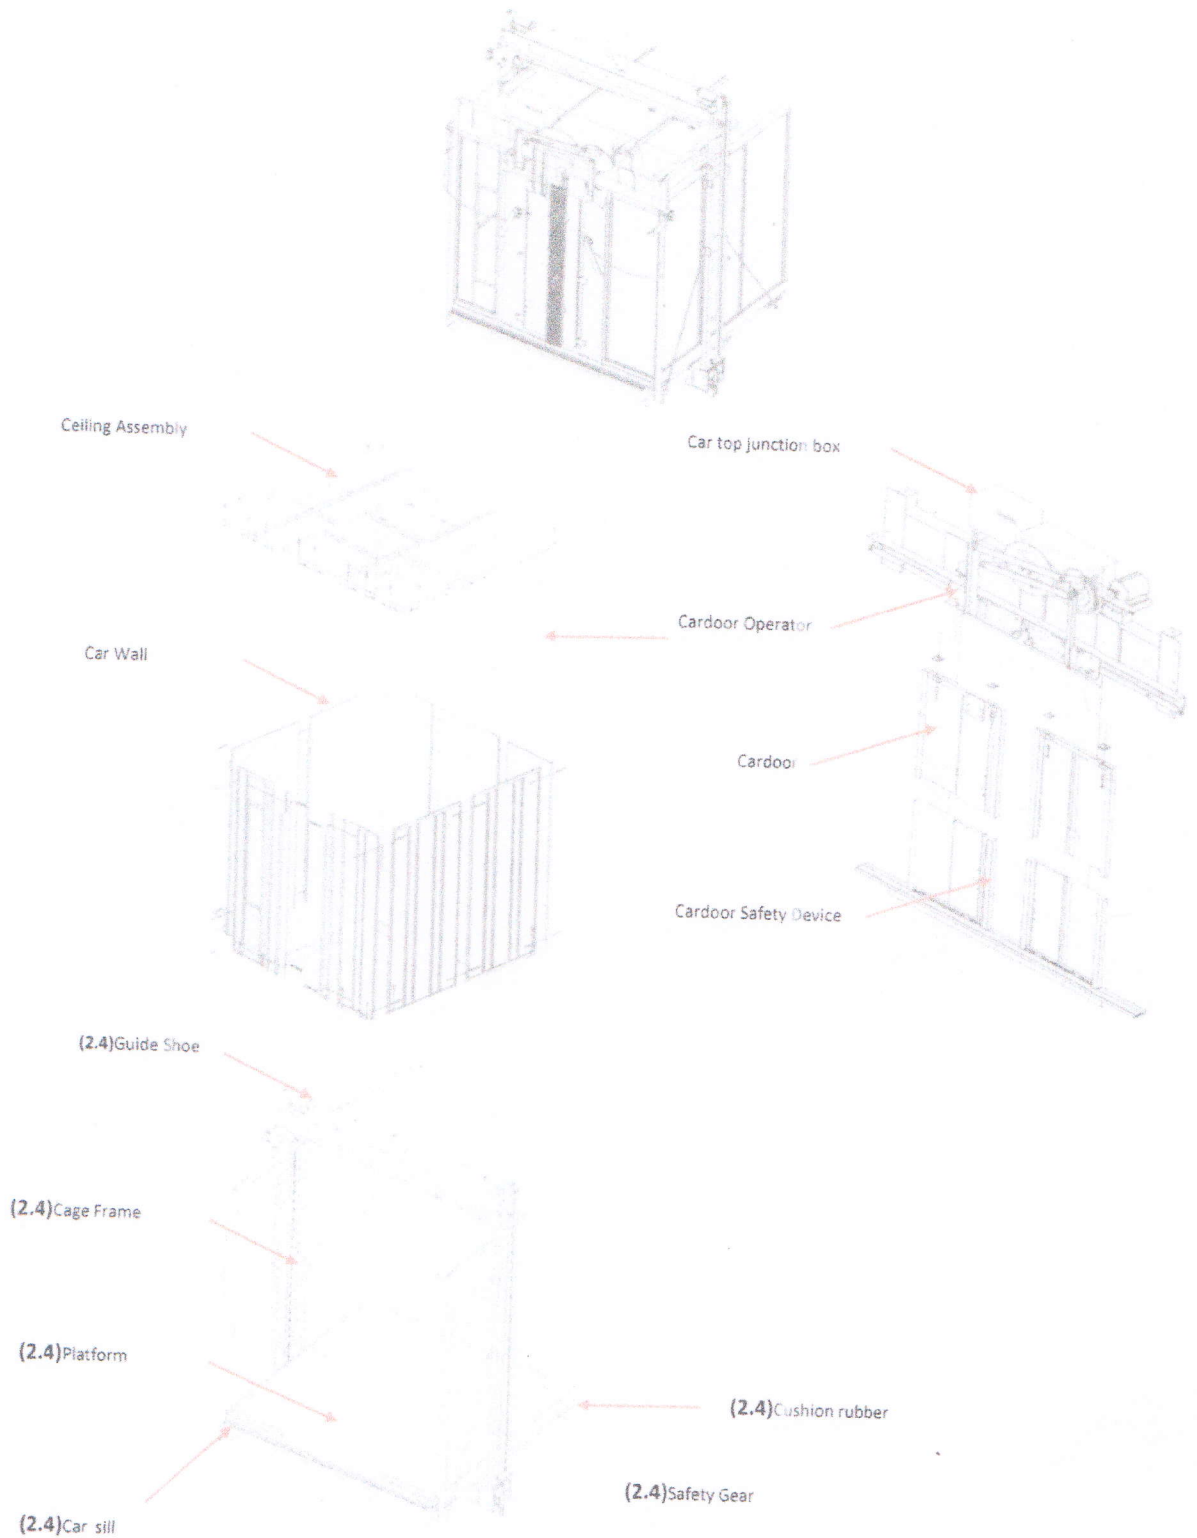 Ceiling Assembly
Car top junction box
Cardoor Operator
Car Wall
Cardoor
Cardoor Safety Device
(2.4)Guide Shoe
(2.4)Cage Frame
(2.4)Platform
(2.4)Cushion rubber
(2.4)Safety Gear
(2.4)Car sill